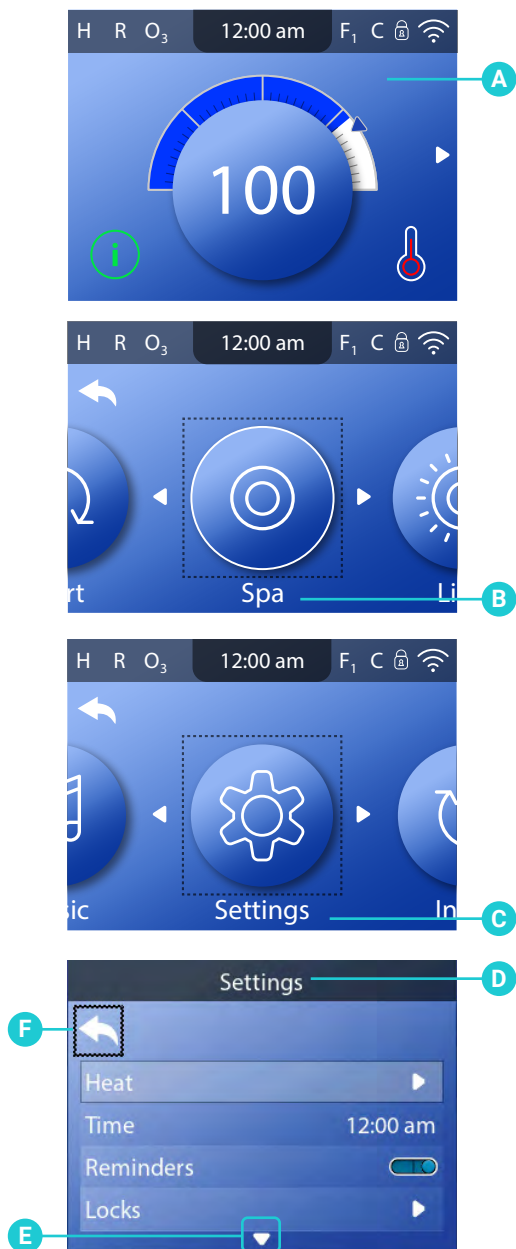 H R O₃ 12:00 am F₁ C
A
100
i
H R O₃ 12:00 am F₁ C
rt Spa Li
B
H R O₃ 12:00 am F₁ C
sic Settings In
C
Settings
D
F
Heat
Time 12:00 am
Reminders
Locks
E